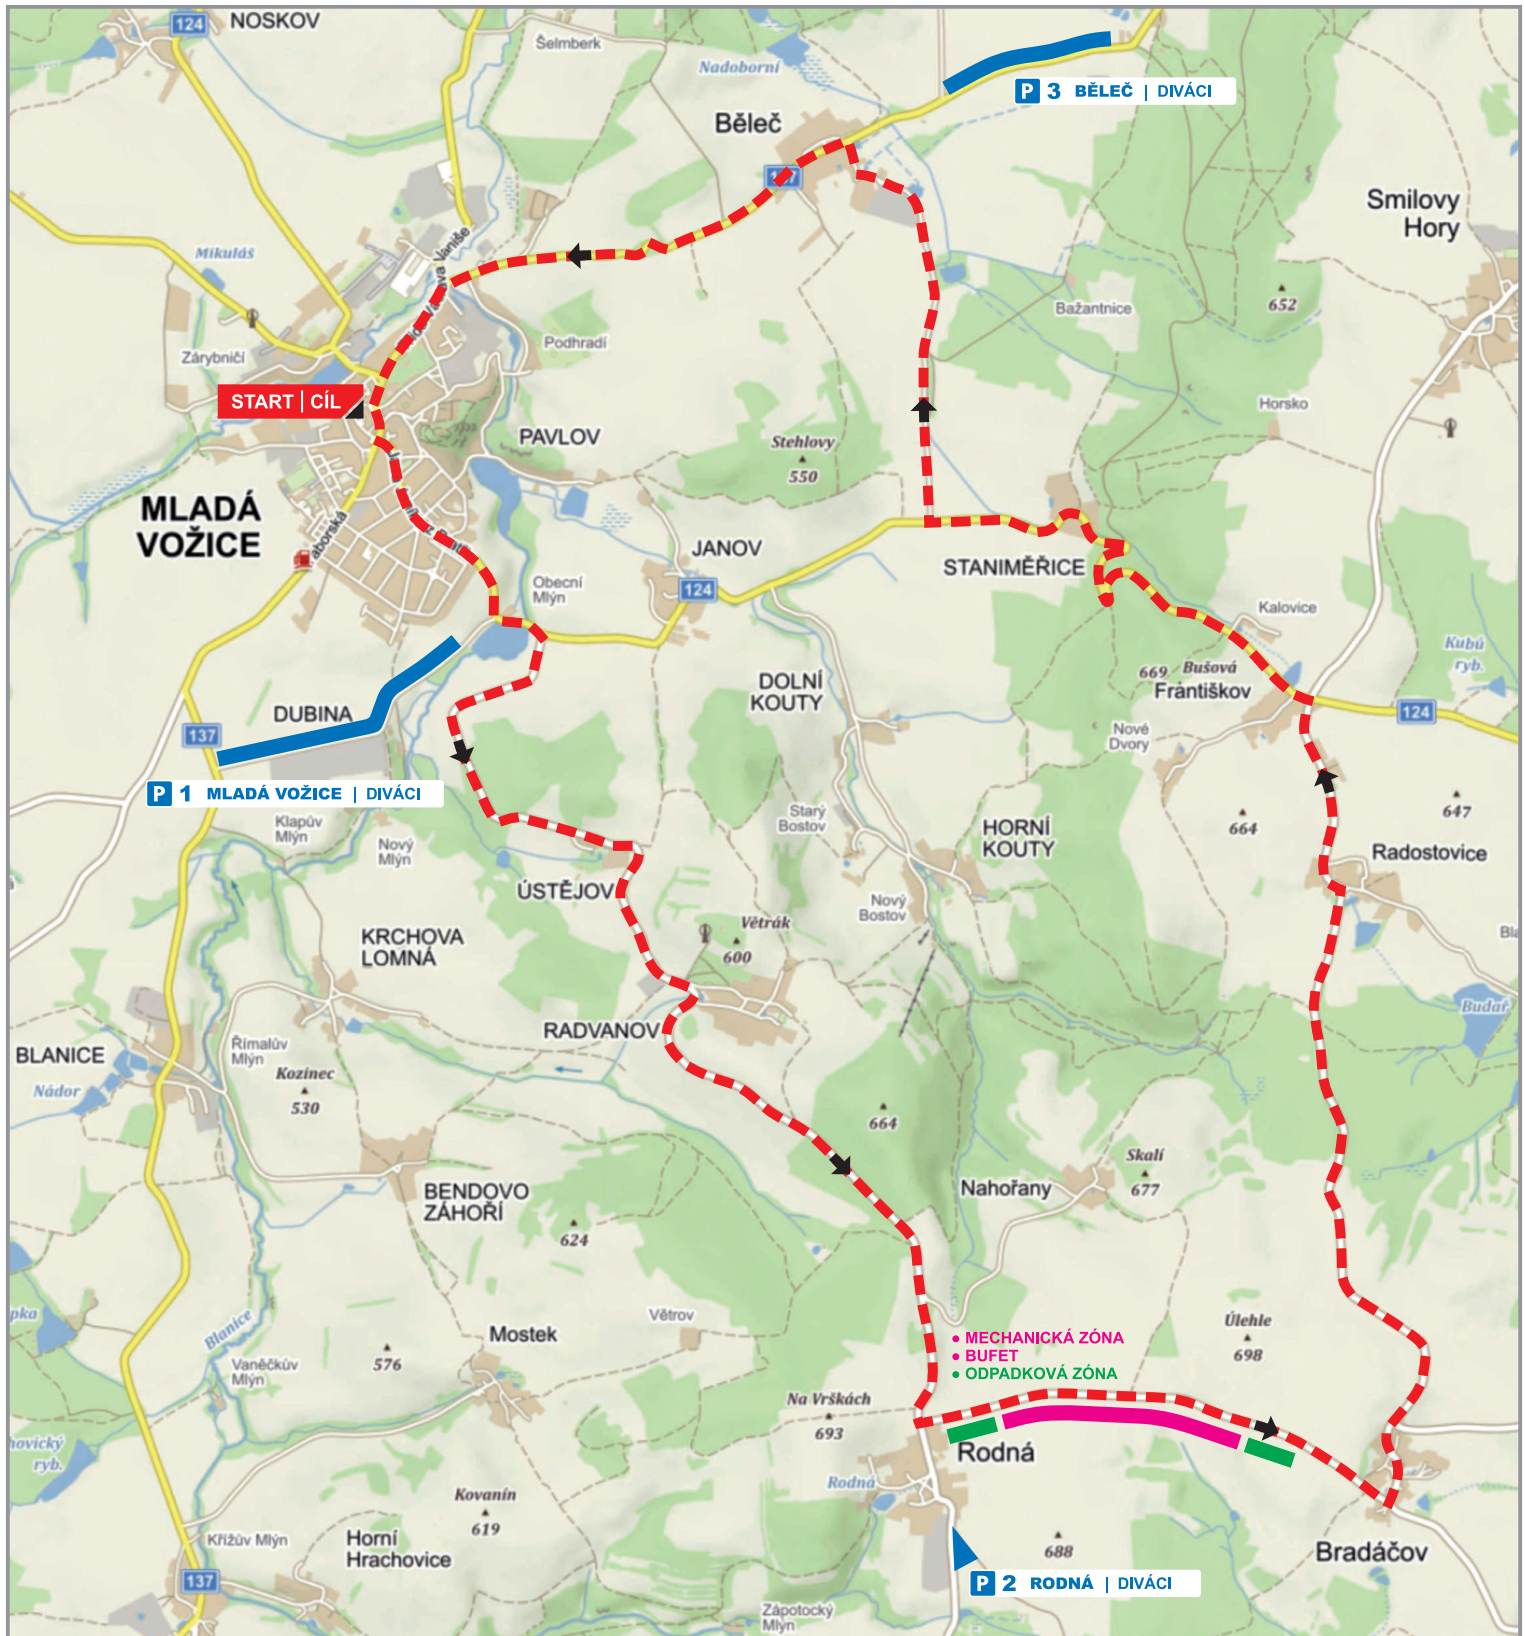 NOSKOV
124
Šelmberk
Nadoborní
P 3 BĚLEČ | DIVÁCI
Běleč
Smilovy
Hory
Mikuláš
652
Bažantnice
Zárybničí
Podhradí
START | CÍL
Horsko
PAVLOV
Stehlovy
550
MLADÁ
VOŽICE
JANOV
124
STANIMĚŘICE
Obecní
Mlýn
Kalovice
Kubů
ryb.
669 Bušová
Františkov
DOLNÍ
KOUTY
DUBINA
137
124
Nové
Dvory
P 1 MLADÁ VOŽICE | DIVÁCI
Klapův
Mlýn
Nový
Mlýn
Starý
Bostov
HORNÍ
KOUTY
664
647
Radostovice
ÚSTĚJOV
Nový
Bostov
Větrák
600
KRCHOVA
LOMNÁ
RADVANOV
Budař
BLANICE
Nádor
Římalův
Mlýn
Kozinec
530
664
Skalí
677
Nahořany
BENDOVO
ZÁHOŘÍ
624
Blanice
Větrov
Mostek
576
Vaněčkův
Mlýn
Úlehle
698
• MECHANICKÁ ZÓNA
• BUFET
• ODPADKOVÁ ZÓNA
Na Vrškách
693
Rodná
Rodná
Kovanín
619
Křížův Mlýn
Horní
Hrachovice
688
Bradáčov
137
P 2 RODNÁ | DIVÁCI
Zápotocký
Mlýn